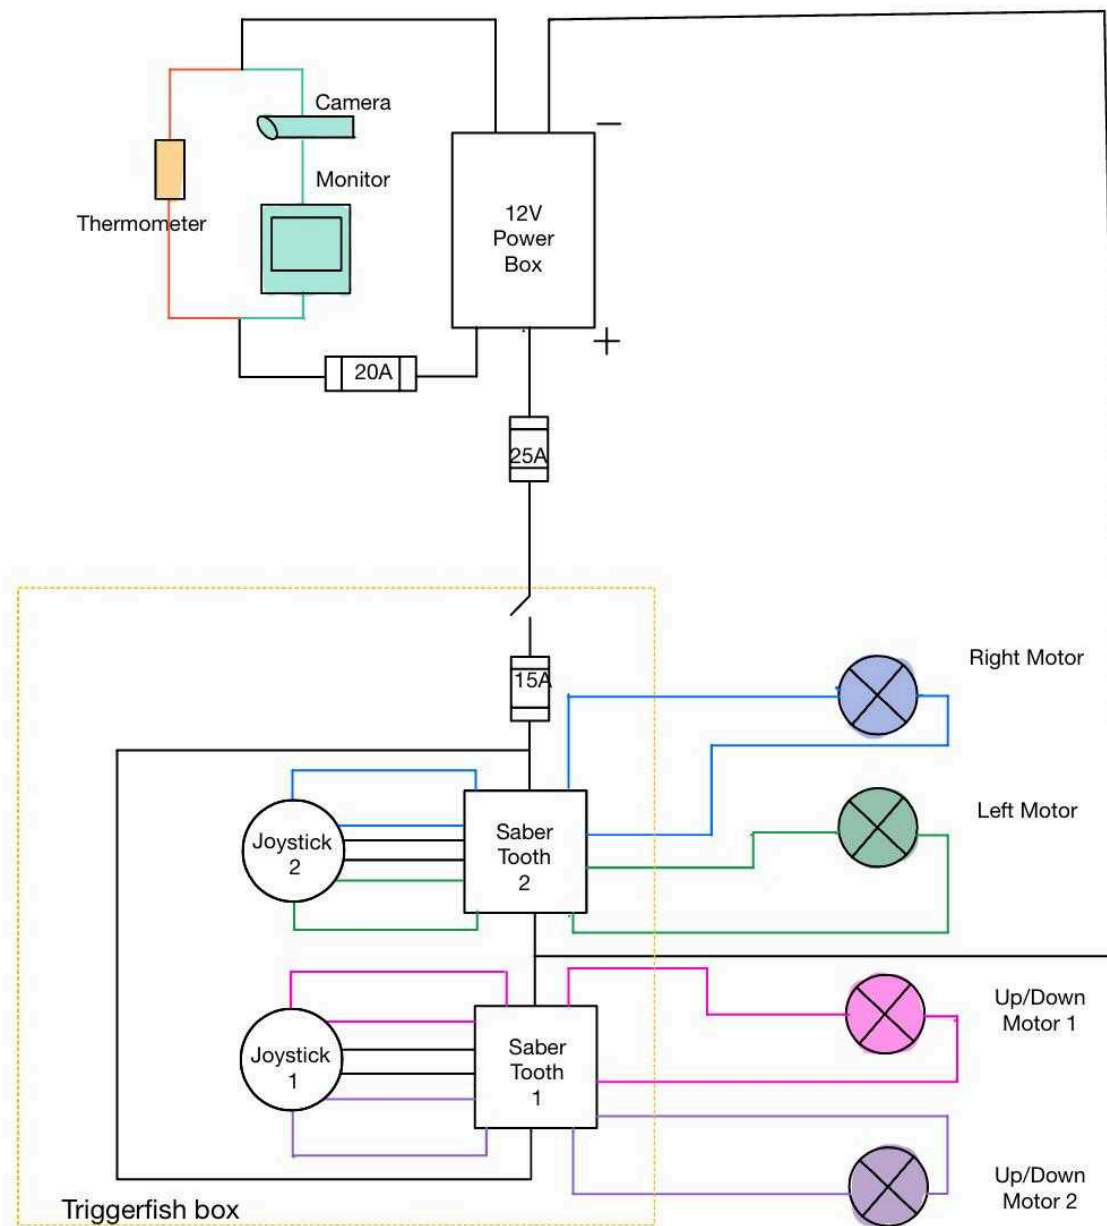 Camera
Monitor
Thermometer
12V
Power
Box
−
+
20A
25A
15A
Right Motor
Left Motor
Joystick
2
Saber
Tooth
2
Joystick
1
Saber
Tooth
1
Up/Down
Motor 1
Up/Down
Motor 2
Triggerfish box